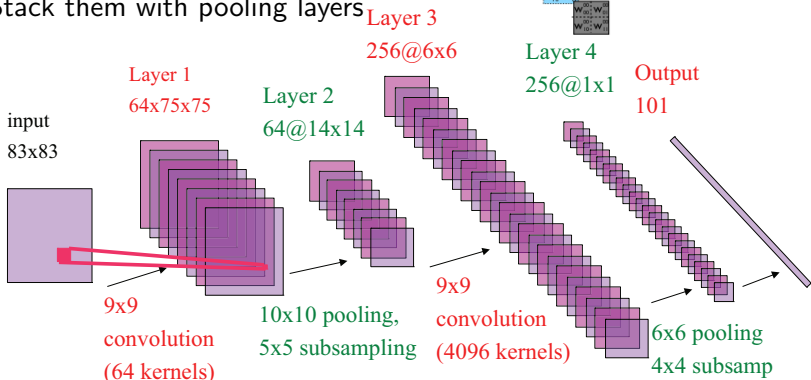 Stack them with pooling layers
input
83x83
Layer 1
64x75x75
Layer 2
64@14x14
Layer 3
256@6x6
Layer 4
256@1x1
Output
101
9x9
convolution
(64 kernels)
10x10 pooling,
5x5 subsampling
9x9
convolution
(4096 kernels)
6x6 pooling
4x4 subsamp